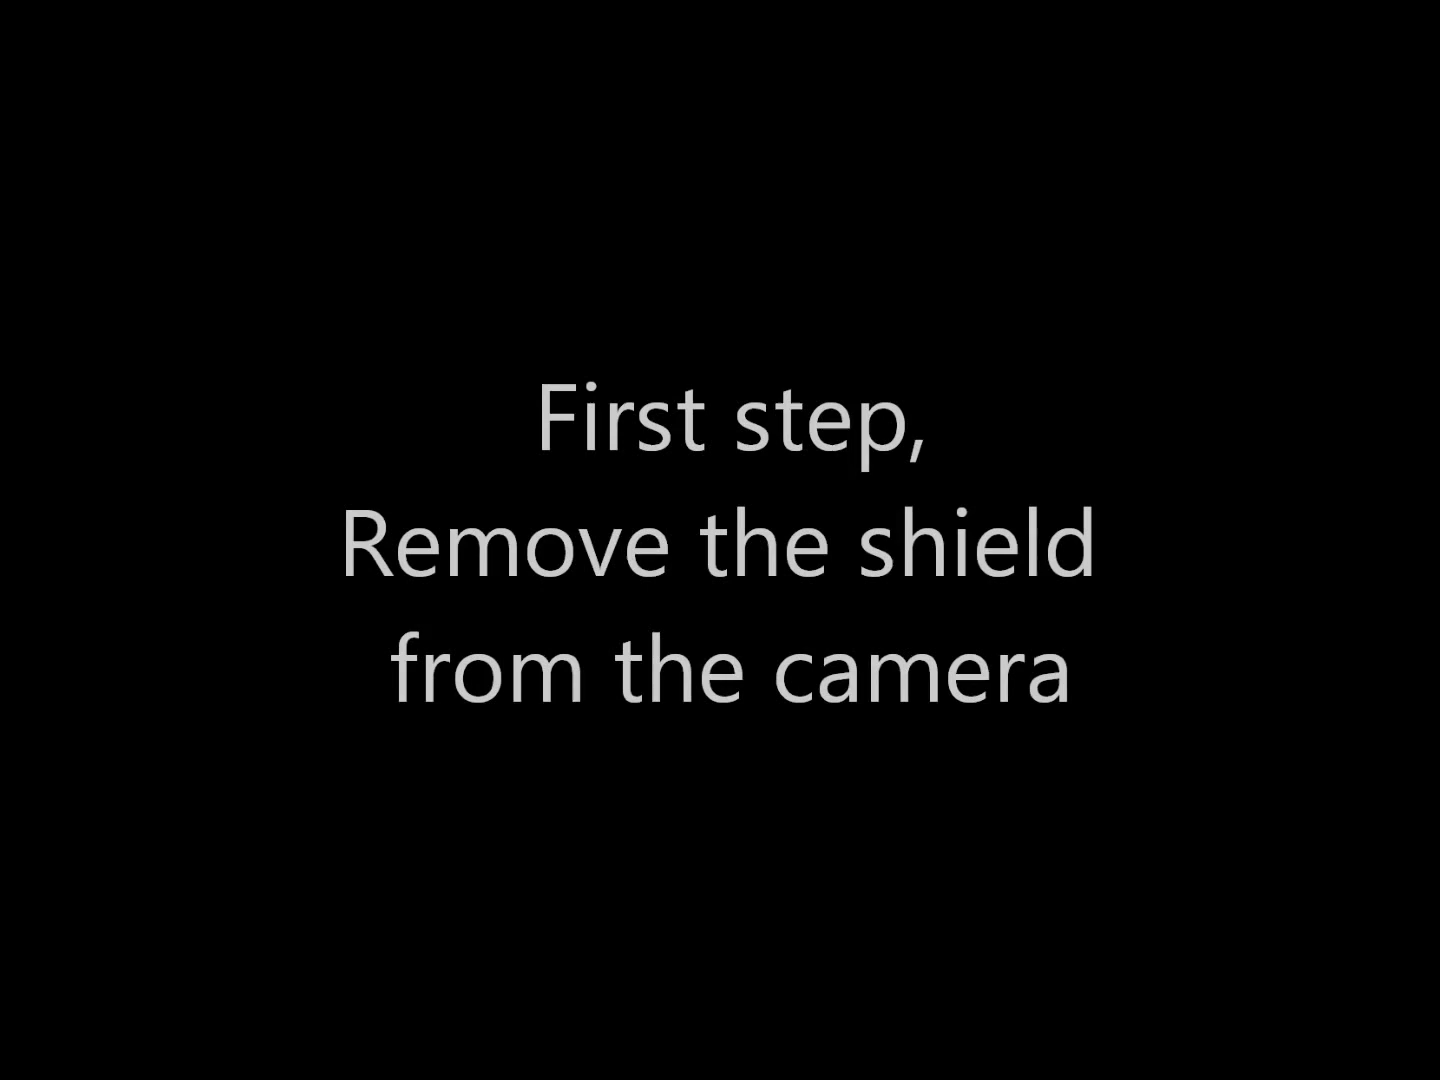 First step,
Remove the shield
from the camera